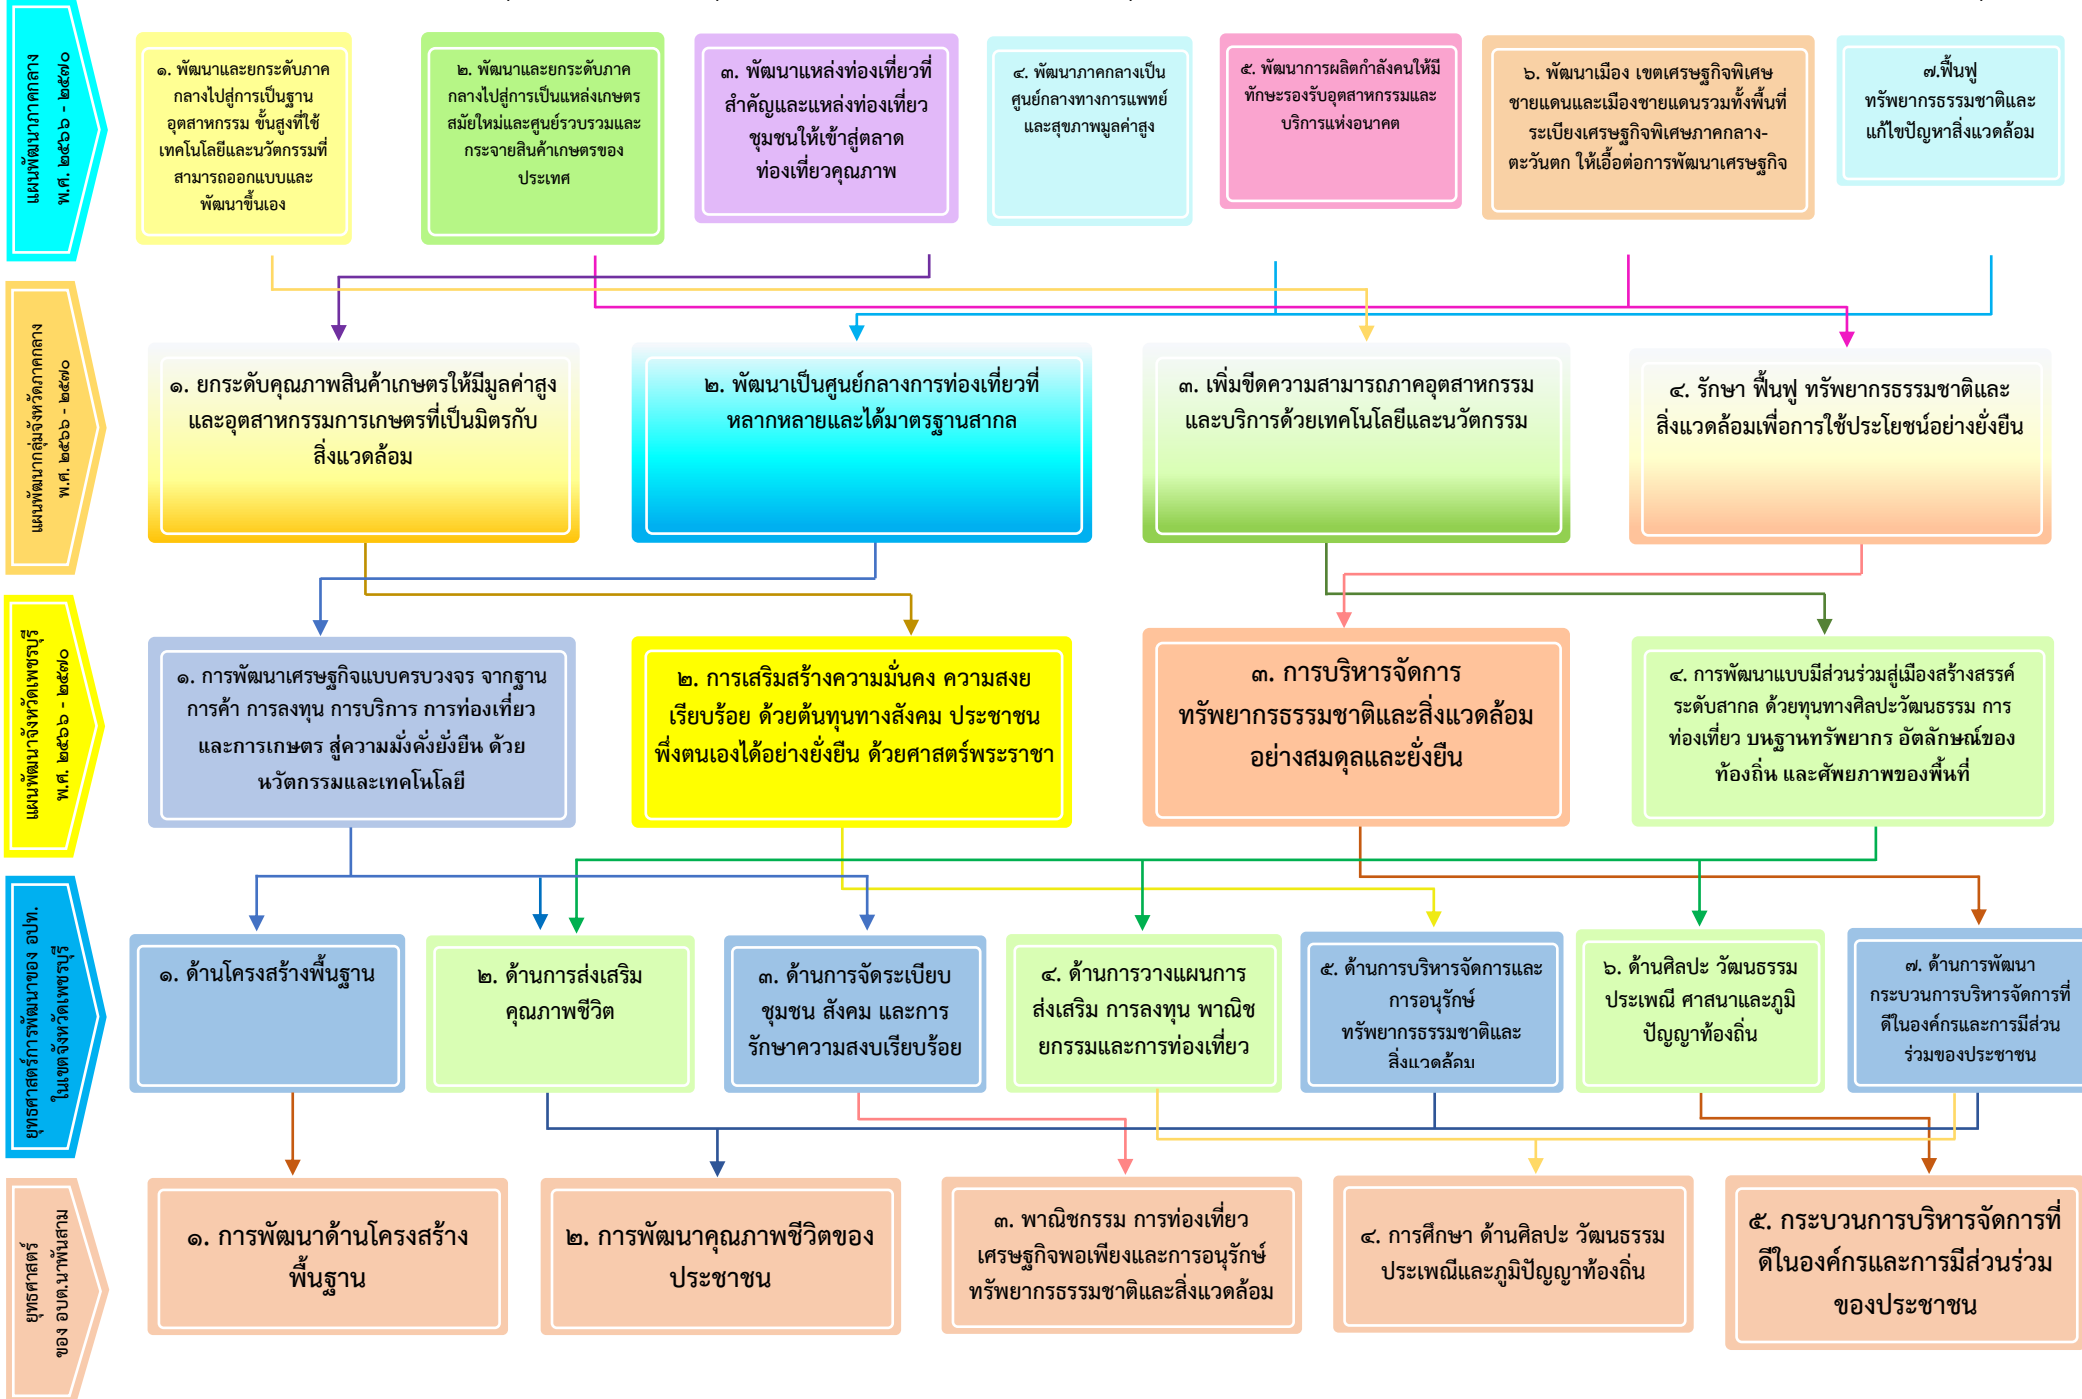 แผนพัฒนาภาคกลาง
พ.ศ. ๒๕๖๖ - ๒๕๗๐
๑. พัฒนาและยกระดับภาค
กลางไปสู่การเป็นฐาน
อุตสาหกรรม ขั้นสูงที่ใช้
เทคโนโลยีและนวัตกรรมที่
สามารถออกแบบและ
พัฒนาขึ้นเอง
๒. พัฒนาและยกระดับภาค
กลางไปสู่การเป็นแหล่งเกษตร
สมัยใหม่และศูนย์รวบรวมและ
กระจายสินค้าเกษตรของ
ประเทศ
๓. พัฒนาแหล่งท่องเที่ยวที่
สำคัญและแหล่งท่องเที่ยว
ชุมชนให้เข้าสู่ตลาด
ท่องเที่ยวคุณภาพ
๔. พัฒนาภาคกลางเป็น
ศูนย์กลางทางการแพทย์
และสุขภาพมูลค่าสูง
๕. พัฒนาการผลิตกำลังคนให้มี
ทักษะรองรับอุตสาหกรรมและ
บริการแห่งอนาคต
๖. พัฒนาเมือง เขตเศรษฐกิจพิเศษ
ชายแดนและเมืองชายแดนรวมทั้งพื้นที่
ระเบียงเศรษฐกิจพิเศษภาคกลาง-
ตะวันตก ให้เอื้อต่อการพัฒนาเศรษฐกิจ
๗.ฟื้นฟู
ทรัพยากรธรรมชาติและ
แก้ไขปัญหาสิ่งแวดล้อม
แผนพัฒนากลุ่มจังหวัดภาคกลาง
พ.ศ. ๒๕๖๖ - ๒๕๗๐
๑. ยกระดับคุณภาพสินค้าเกษตรให้มีมูลค่าสูง
และอุตสาหกรรมการเกษตรที่เป็นมิตรกับ
สิ่งแวดล้อม
๒. พัฒนาเป็นศูนย์กลางการท่องเที่ยวที่
หลากหลายและได้มาตรฐานสากล
๓. เพิ่มขีดความสามารถภาคอุตสาหกรรม
และบริการด้วยเทคโนโลยีและนวัตกรรม
๔. รักษา ฟื้นฟู ทรัพยากรธรรมชาติและ
สิ่งแวดล้อมเพื่อการใช้ประโยชน์อย่างยั่งยืน
แผนพัฒนาจังหวัดเพชรบุรี
พ.ศ. ๒๕๖๖ - ๒๕๗๐
๑. การพัฒนาเศรษฐกิจแบบครบวงจร จากฐาน
การค้า การลงทุน การบริการ การท่องเที่ยว
และการเกษตร สู่ความมั่งคั่งยั่งยืน ด้วย
นวัตกรรมและเทคโนโลยี
๒. การเสริมสร้างความมั่นคง ความสงย
เรียบร้อย ด้วยต้นทุนทางสังคม ประชาชน
พึ่งตนเองได้อย่างยั่งยืน ด้วยศาสตร์พระราชา
๓. การบริหารจัดการ
ทรัพยากรธรรมชาติและสิ่งแวดล้อม
อย่างสมดุลและยั่งยืน
๔. การพัฒนาแบบมีส่วนร่วมสู่เมืองสร้างสรรค์
ระดับสากล ด้วยทุนทางศิลปะวัฒนธรรม การ
ท่องเที่ยว บนฐานทรัพยากร อัตลักษณ์ของ
ท้องถิ่น และศัพยภาพของพื้นที่
ยุทธศาสตร์การพัฒนาของ อปท.
ในเขตจังหวัดเพชรบุรี
๑. ด้านโครงสร้างพื้นฐาน
๒. ด้านการส่งเสริม
คุณภาพชีวิต
๓. ด้านการจัดระเบียบ
ชุมชน สังคม และการ
รักษาความสงบเรียบร้อย
๔. ด้านการวางแผนการ
ส่งเสริม การลงทุน พาณิช
ยกรรมและการท่องเที่ยว
๕. ด้านการบริหารจัดการและ
การอนุรักษ์
ทรัพยากรธรรมชาติและ
สิ่งแวดล้อม
๖. ด้านศิลปะ วัฒนธรรม
ประเพณี ศาสนาและภูมิ
ปัญญาท้องถิ่น
๗. ด้านการพัฒนา
กระบวนการบริหารจัดการที่
ดีในองค์กรและการมีส่วน
ร่วมของประชาชน
ยุทธศาสตร์
ของ อบต.นาพันสาม
๑. การพัฒนาด้านโครงสร้าง
พื้นฐาน
๒. การพัฒนาคุณภาพชีวิตของ
ประชาชน
๓. พาณิชกรรม การท่องเที่ยว
เศรษฐกิจพอเพียงและการอนุรักษ์
ทรัพยากรธรรมชาติและสิ่งแวดล้อม
๔. การศึกษา ด้านศิลปะ วัฒนธรรม
ประเพณีและภูมิปัญญาท้องถิ่น
๕. กระบวนการบริหารจัดการที่
ดีในองค์กรและการมีส่วนร่วม
ของประชาชน